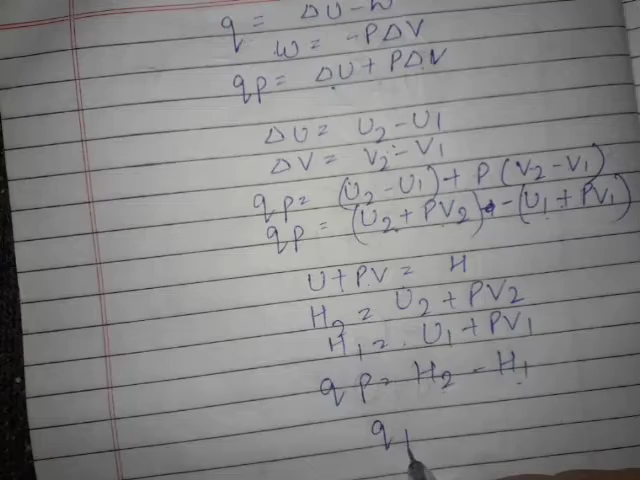 q = ΔU - W
W = -PΔV
qp = ΔU + PΔV
ΔU = U2 - U1
ΔV = V2 - V1
qp = (U2 - U1) + P (V2 - V1)
qp = (U2 + PV2) - (U1 + PV1)
U + PV = H
H2 = U2 + PV2
H1 = U1 + PV1
qp = H2 - H1
q